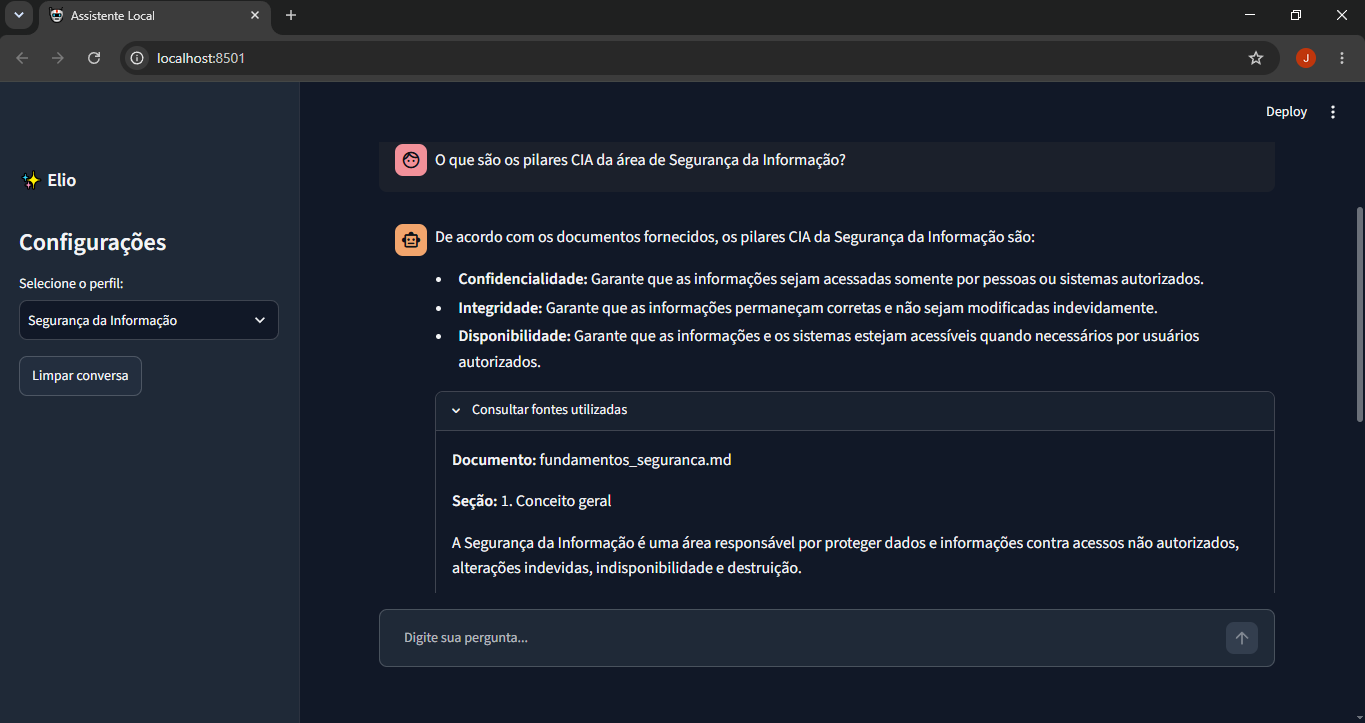 Assistente Local
localhost:8501
J
Deploy
✨ Elio
Configurações
Selecione o perfil:
Segurança da Informação
Limpar conversa
O que são os pilares CIA da área de Segurança da Informação?
De acordo com os documentos fornecidos, os pilares CIA da Segurança da Informação são:
• Confidencialidade: Garante que as informações sejam acessadas somente por pessoas ou sistemas autorizados.
• Integridade: Garante que as informações permaneçam corretas e não sejam modificadas indevidamente.
• Disponibilidade: Garante que as informações e os sistemas estejam acessíveis quando necessários por usuários
autorizados.
Consultar fontes utilizadas
Documento: fundamentos_seguranca.md
Seção: 1. Conceito geral
A Segurança da Informação é uma área responsável por proteger dados e informações contra acessos não autorizados,
alterações indevidas, indisponibilidade e destruição.
Digite sua pergunta...